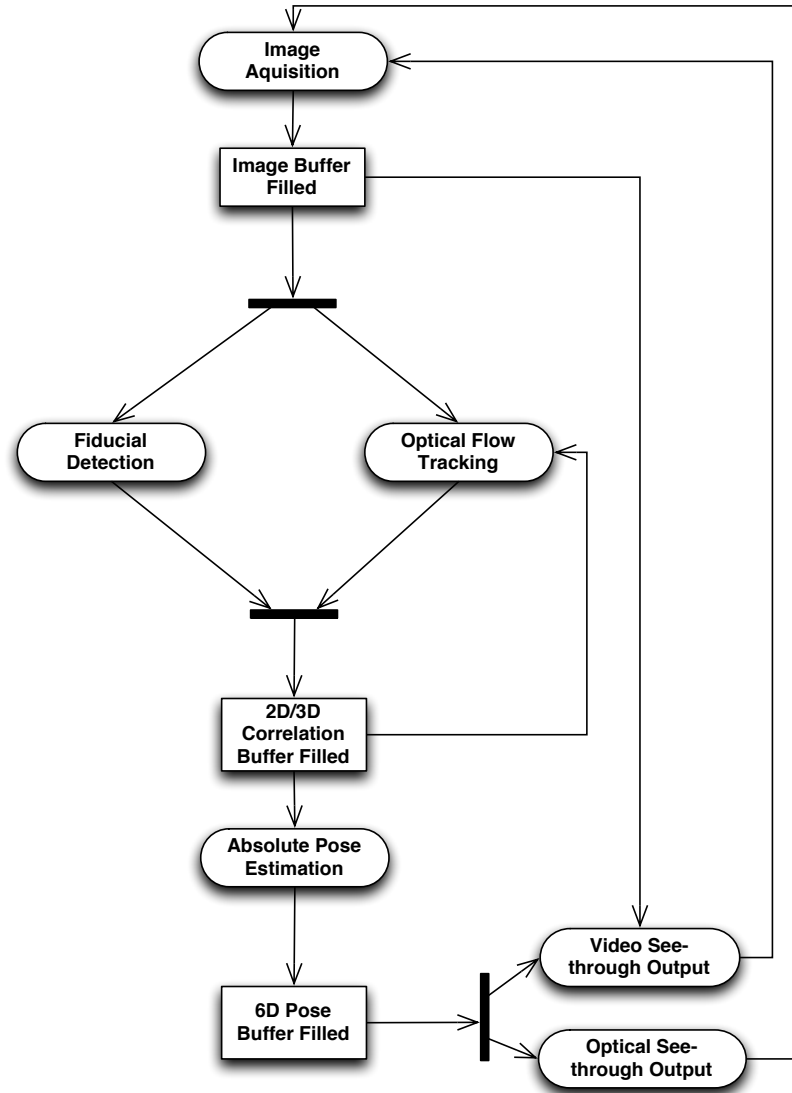 Image
Aquisition
Image Buffer
Filled
Fiducial
Detection
Optical Flow
Tracking
2D/3D
Correlation
Buffer Filled
Absolute Pose
Estimation
6D Pose
Buffer Filled
Video See-
through Output
Optical See-
through Output